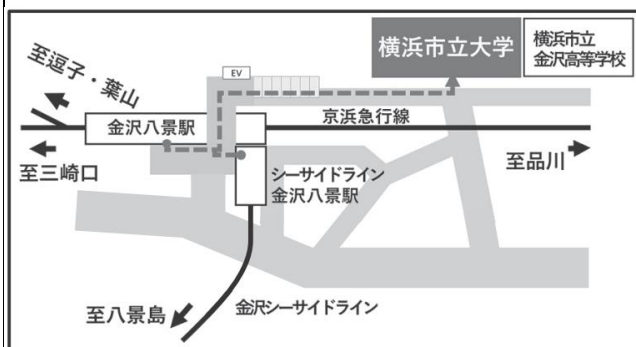 横浜市立大学
横浜市立
金沢高等学校
EV
至逗子・葉山
金沢八景駅
京浜急行線
至三崎口
至品川
シーサイドライン
金沢八景駅
金沢シーサイドライン
至八景島